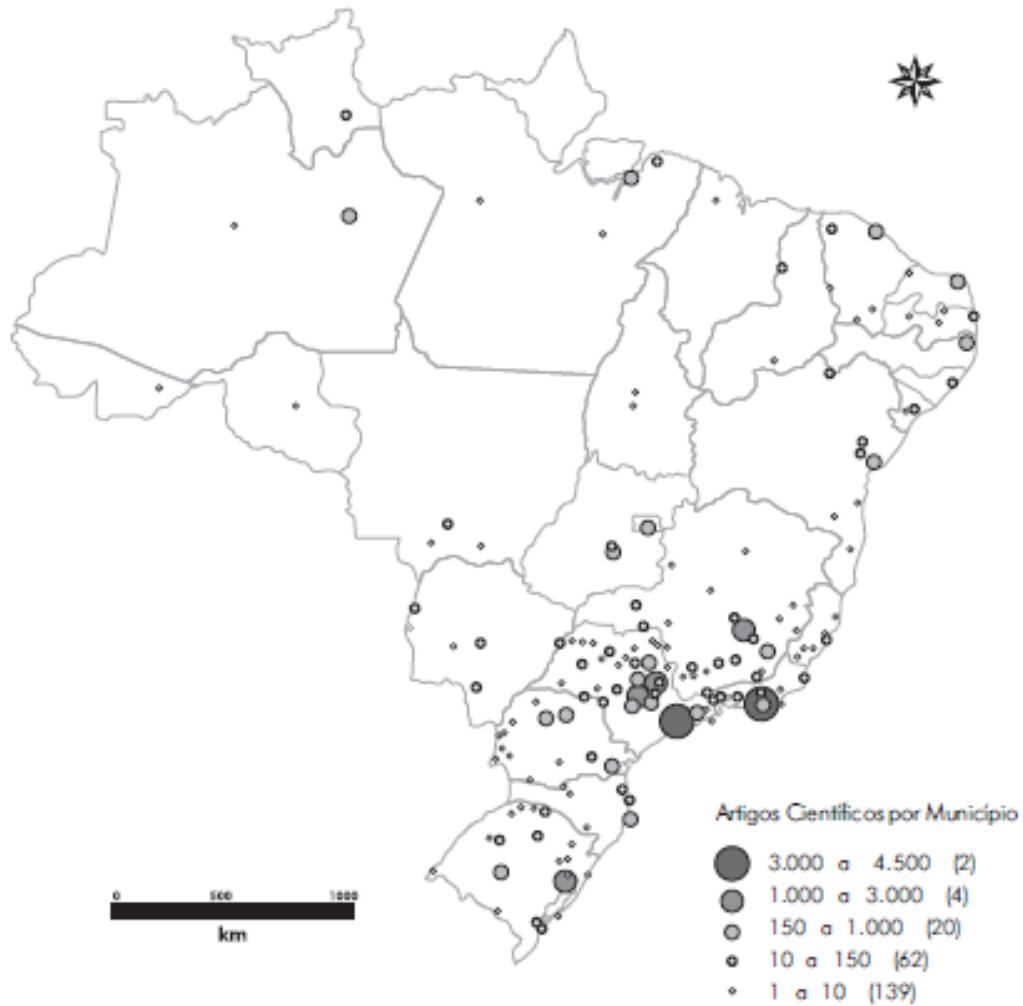 Artigos Científicos por Município
3.000 a 4.500 (2)
1.000 a 3.000 (4)
150 a 1.000 (20)
10 a 150 (62)
1 a 10 (139)
0 500 1000
km